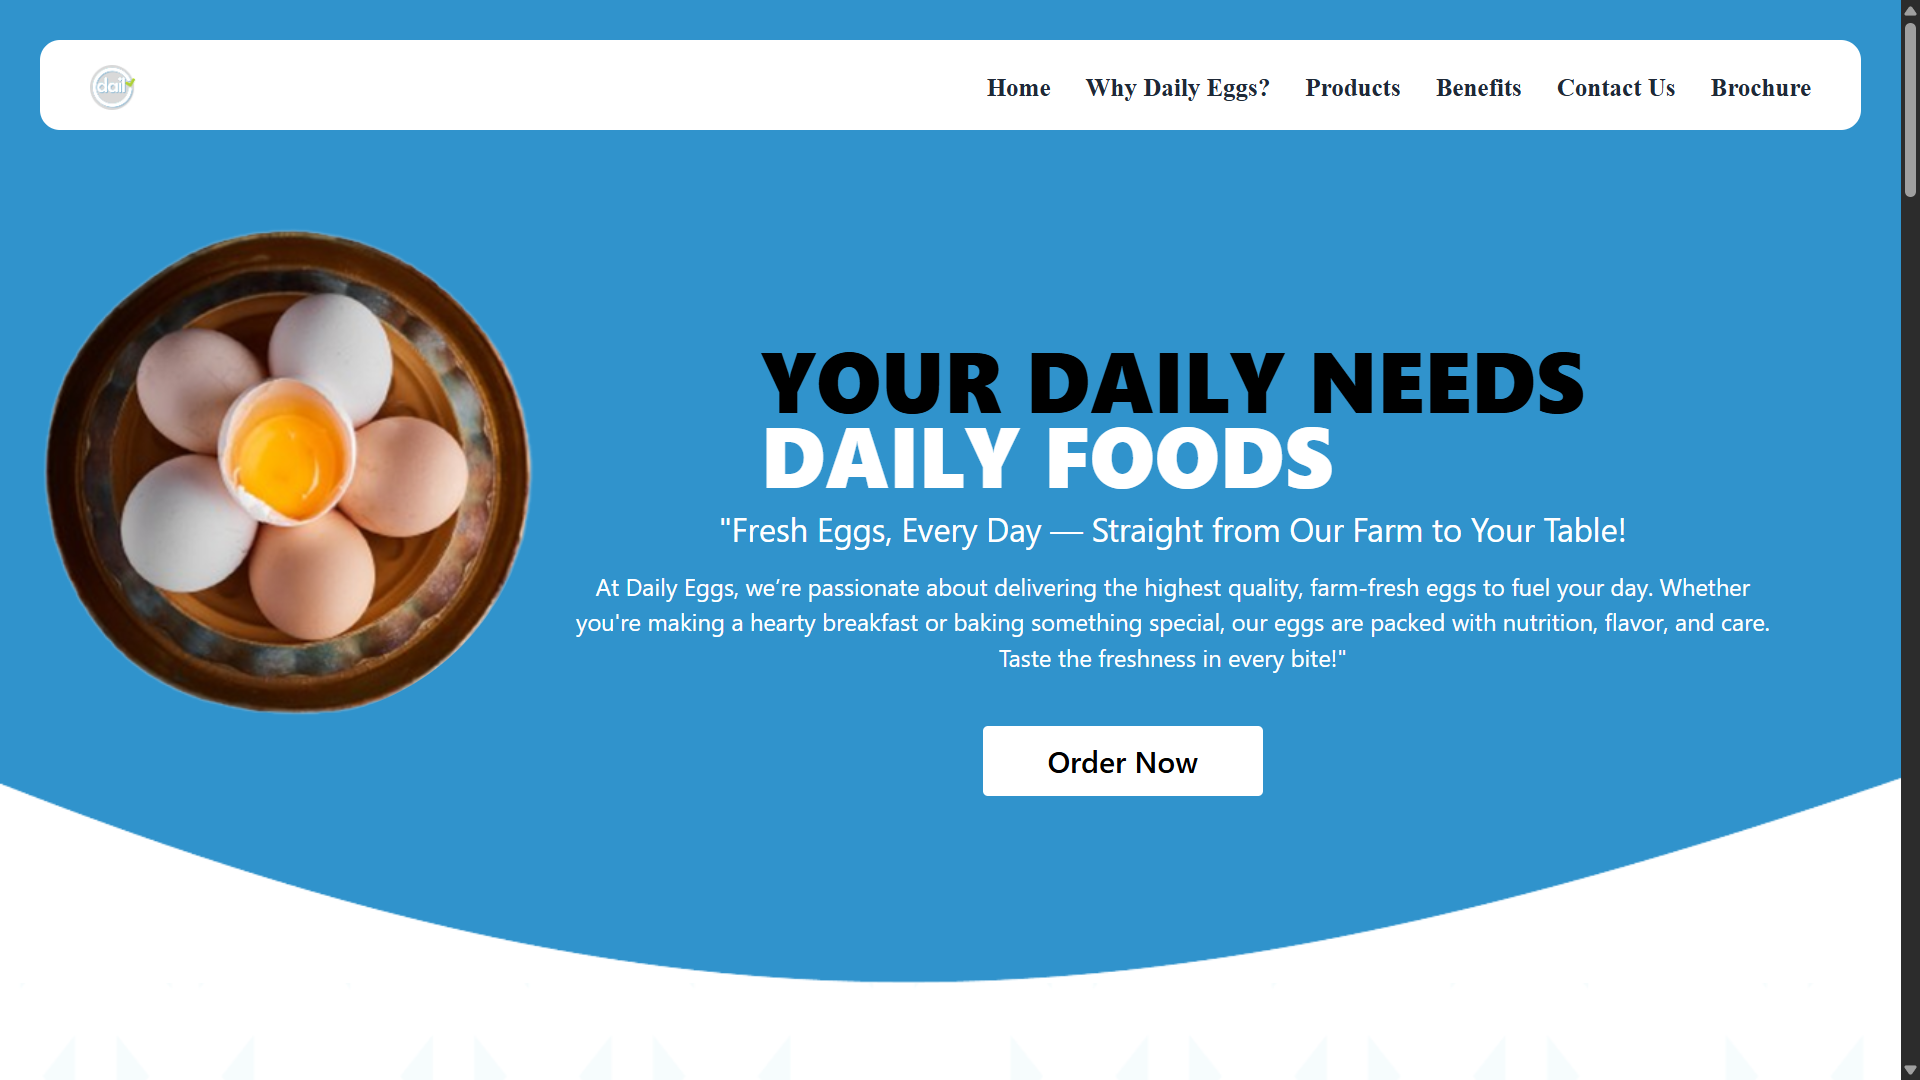 dail
Home Why Daily Eggs? Products Benefits Contact Us Brochure
YOUR DAILY NEEDS
DAILY FOODS
"Fresh Eggs, Every Day — Straight from Our Farm to Your Table!
At Daily Eggs, we’re passionate about delivering the highest quality, farm-fresh eggs to fuel your day. Whether
you're making a hearty breakfast or baking something special, our eggs are packed with nutrition, flavor, and care.
Taste the freshness in every bite!"
Order Now